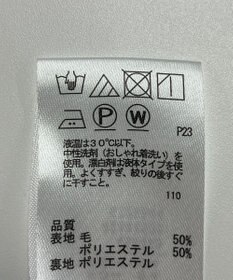 P W P23
液温は30℃以下。
中性洗剤(おしゃれ着洗い)を
使用。漂白剤は液体タイプを使
用。よくすすぎ、絞りの後すぐ
に干すこと。
110
品質
表地 毛 50%
ポリエステル 50%
裏地 ポリエステル